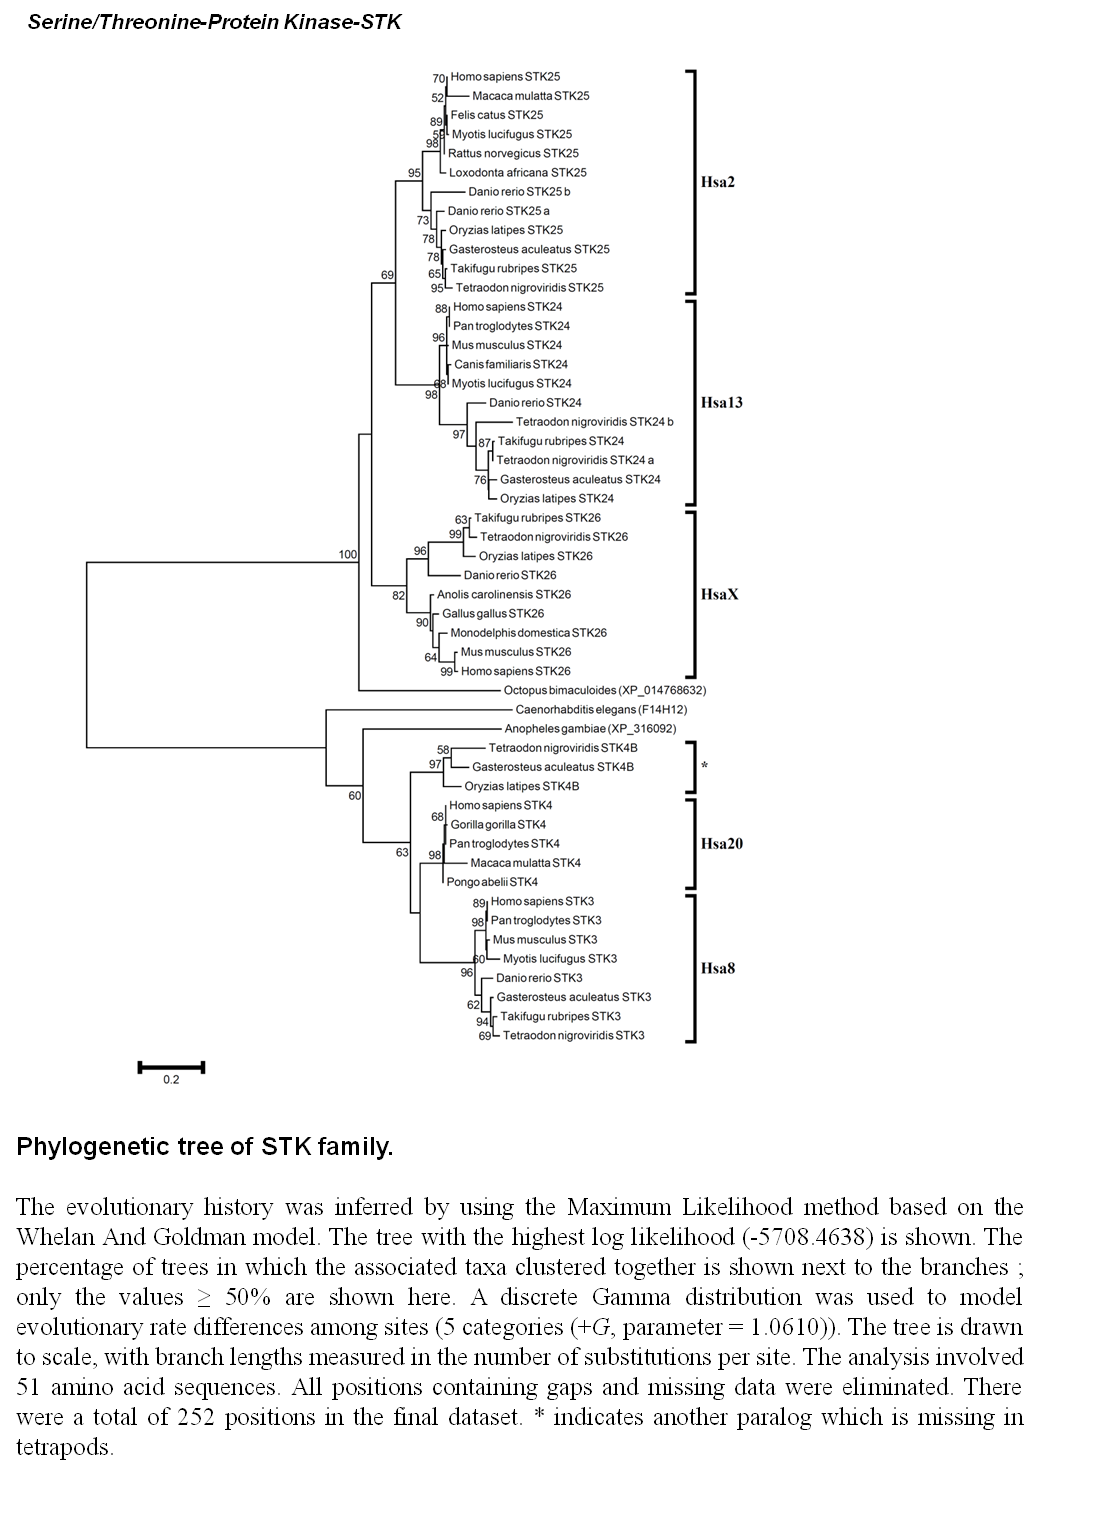 Serine/Threonine-Protein Kinase-STK
70 Homo sapiens STK25
52 Macaca mulatta STK25
89 Felis catus STK25
59 Myotis lucifugus STK25
98 Rattus norvegicus STK25
95 Loxodonta africana STK25
Hsa2
Danio rerio STK25 b
73 Danio rerio STK25 a
78 Oryzias latipes STK25
78 Gasterosteus aculeatus STK25
65 Takifugu rubripes STK25
69
95 Tetraodon nigroviridis STK25
88 Homo sapiens STK24
Pan troglodytes STK24
96 Mus musculus STK24
Canis familiaris STK24
68 Myotis lucifugus STK24
98
Hsa13
Danio rerio STK24
Tetraodon nigroviridis STK24 b
97
87 Takifugu rubripes STK24
Tetraodon nigroviridis STK24 a
76 Gasterosteus aculeatus STK24
Oryzias latipes STK24
63 Takifugu rubripes STK26
99 Tetraodon nigroviridis STK26
96 Oryzias latipes STK26
100
Danio rerio STK26
82 Anolis carolinensis STK26
HsaX
Gallus gallus STK26
90
Monodelphis domestica STK26
64 Mus musculus STK26
99 Homo sapiens STK26
Octopus bimaculoides (XP_014768632)
Caenorhabditis elegans (F14H12)
Anopheles gambiae (XP_316092)
58 Tetraodon nigroviridis STK4B
97 Gasterosteus aculeatus STK4B
*
Oryzias latipes STK4B
60
Homo sapiens STK4
68 Gorilla gorilla STK4
Pan troglodytes STK4
Hsa20
63
98 Macaca mulatta STK4
Pongo abelii STK4
89 Homo sapiens STK3
98 Pan troglodytes STK3
Mus musculus STK3
60 Myotis lucifugus STK3
Hsa8
96
Danio rerio STK3
62 Gasterosteus aculeatus STK3
94 Takifugu rubripes STK3
69 Tetraodon nigroviridis STK3
0.2
Phylogenetic tree of STK family.
The evolutionary history was inferred by using the Maximum Likelihood method based on the
Whelan And Goldman model. The tree with the highest log likelihood (-5708.4638) is shown. The
percentage of trees in which the associated taxa clustered together is shown next to the branches ;
only the values ≥ 50% are shown here. A discrete Gamma distribution was used to model
evolutionary rate differences among sites (5 categories (+G, parameter = 1.0610)). The tree is drawn
to scale, with branch lengths measured in the number of substitutions per site. The analysis involved
51 amino acid sequences. All positions containing gaps and missing data were eliminated. There
were a total of 252 positions in the final dataset. * indicates another paralog which is missing in
tetrapods.